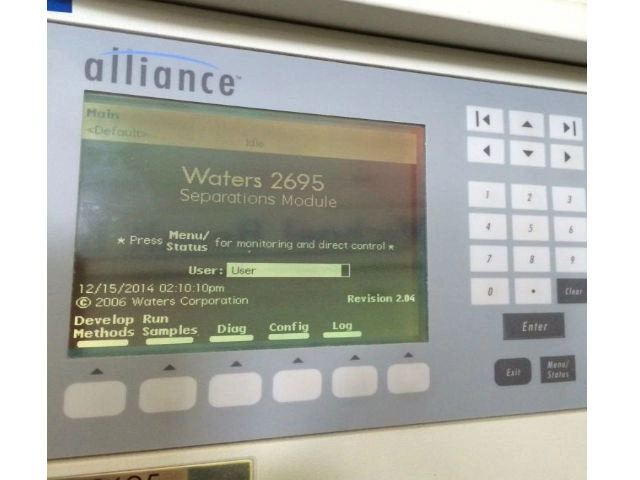 alliance™
Main
<Default>
Idle
Waters 2695
Separations Module
* Press Menu/Status for monitoring and direct control *
User: User
12/15/2014 02:10:10pm
© 2006 Waters Corporation
Revision 2.04
Develop Methods
Run Samples
Diag
Config
Log
1 2 3
4 5 6
7 8 9
0 • Clear
Enter
Exit
Menu/Status
2695